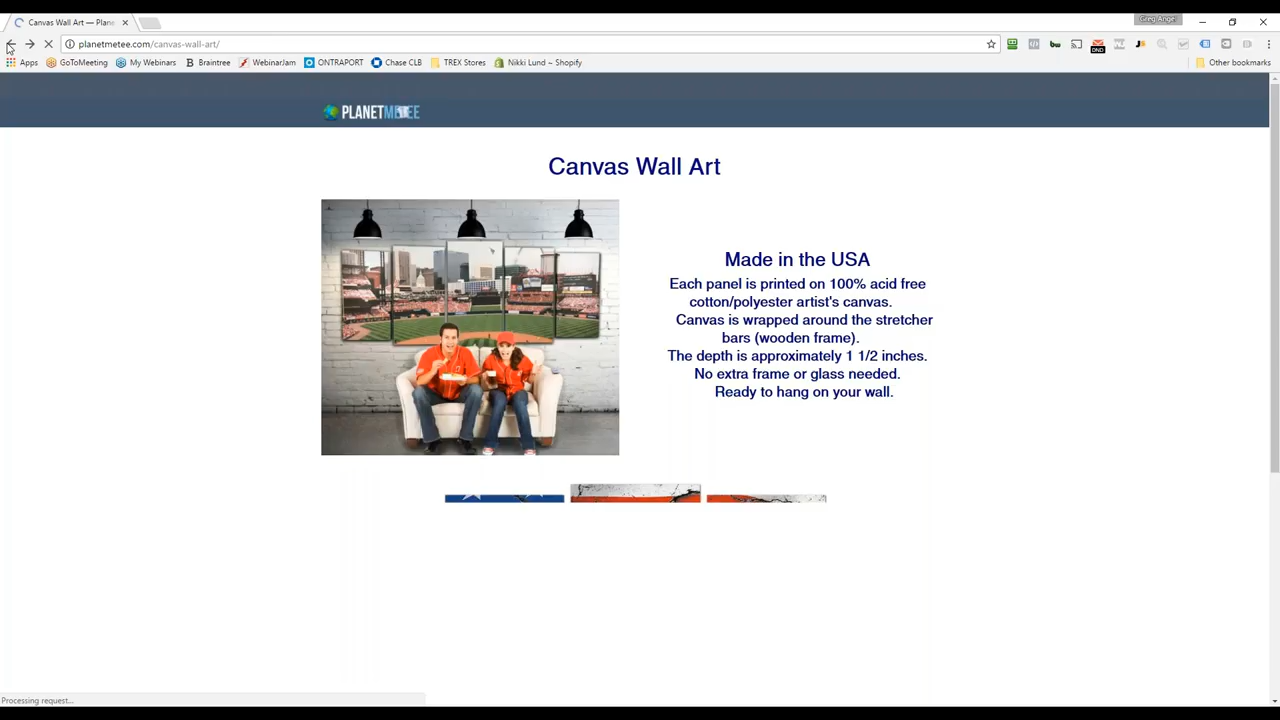 Canvas Wall Art — Plane
Greg Angel
planetmetee.com/canvas-wall-art/
DND
Apps GoToMeeting My Webinars Braintree WebinarJam ONTRAPORT Chase CLB TREX Stores Nikki Lund ~ Shopify Other bookmarks
PLANETMETEE
Canvas Wall Art
Made in the USA
Each panel is printed on 100% acid free
cotton/polyester artist's canvas.
Canvas is wrapped around the stretcher
bars (wooden frame).
The depth is approximately 1 1/2 inches.
No extra frame or glass needed.
Ready to hang on your wall.
Processing request...